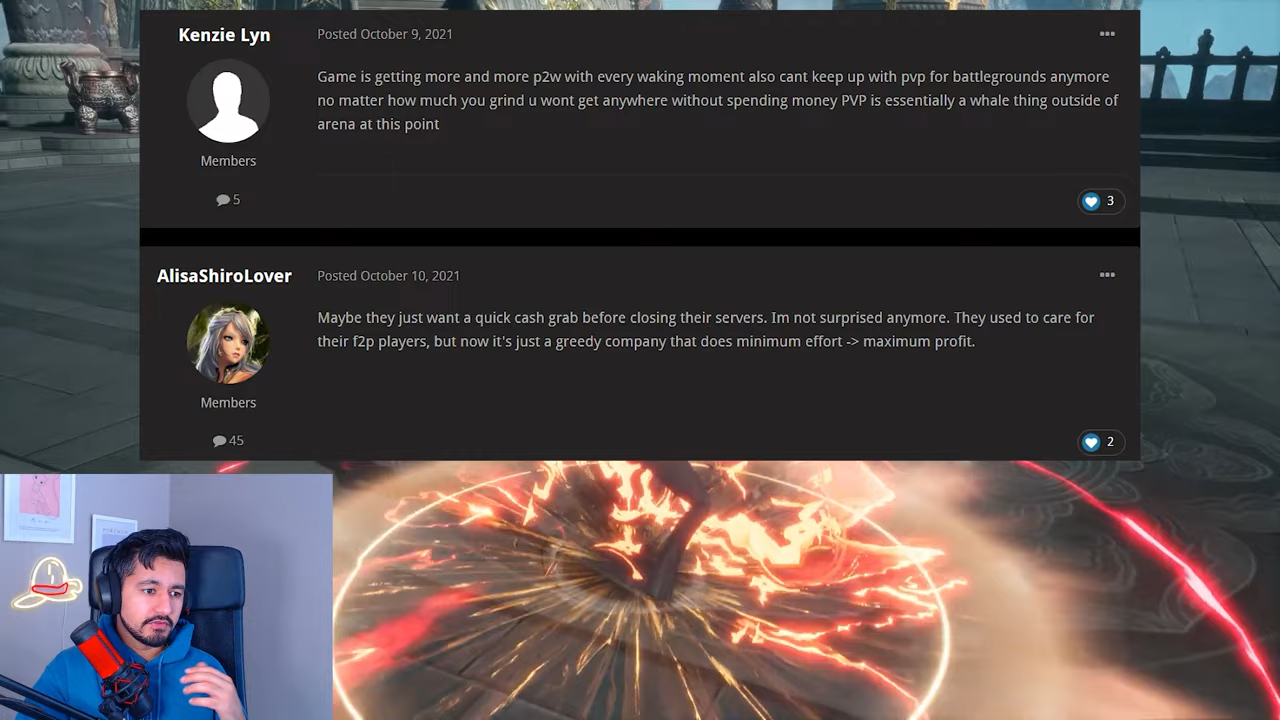 Kenzie Lyn
Posted October 9, 2021
Game is getting more and more p2w with every waking moment also cant keep up with pvp for battlegrounds anymore
no matter how much you grind u wont get anywhere without spending money PVP is essentially a whale thing outside of
arena at this point
Members
5
3
AlisaShiroLover
Posted October 10, 2021
Maybe they just want a quick cash grab before closing their servers. Im not surprised anymore. They used to care for
their f2p players, but now it's just a greedy company that does minimum effort -> maximum profit.
Members
45
2